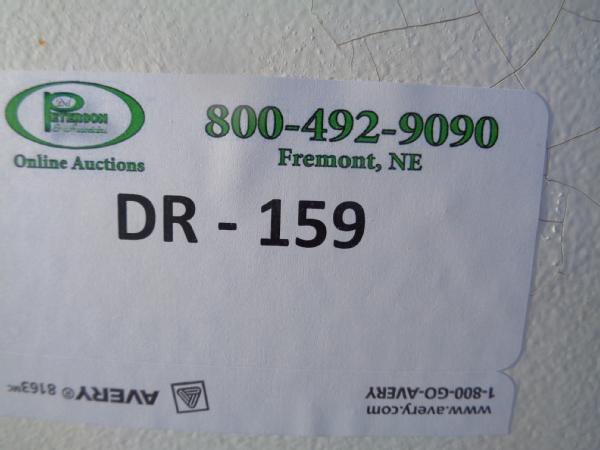 PETERSON
Online Auctions
800-492-9090
Fremont, NE
DR - 159
www.avery.com
1-800-GO-AVERY
AVERY® 8163™